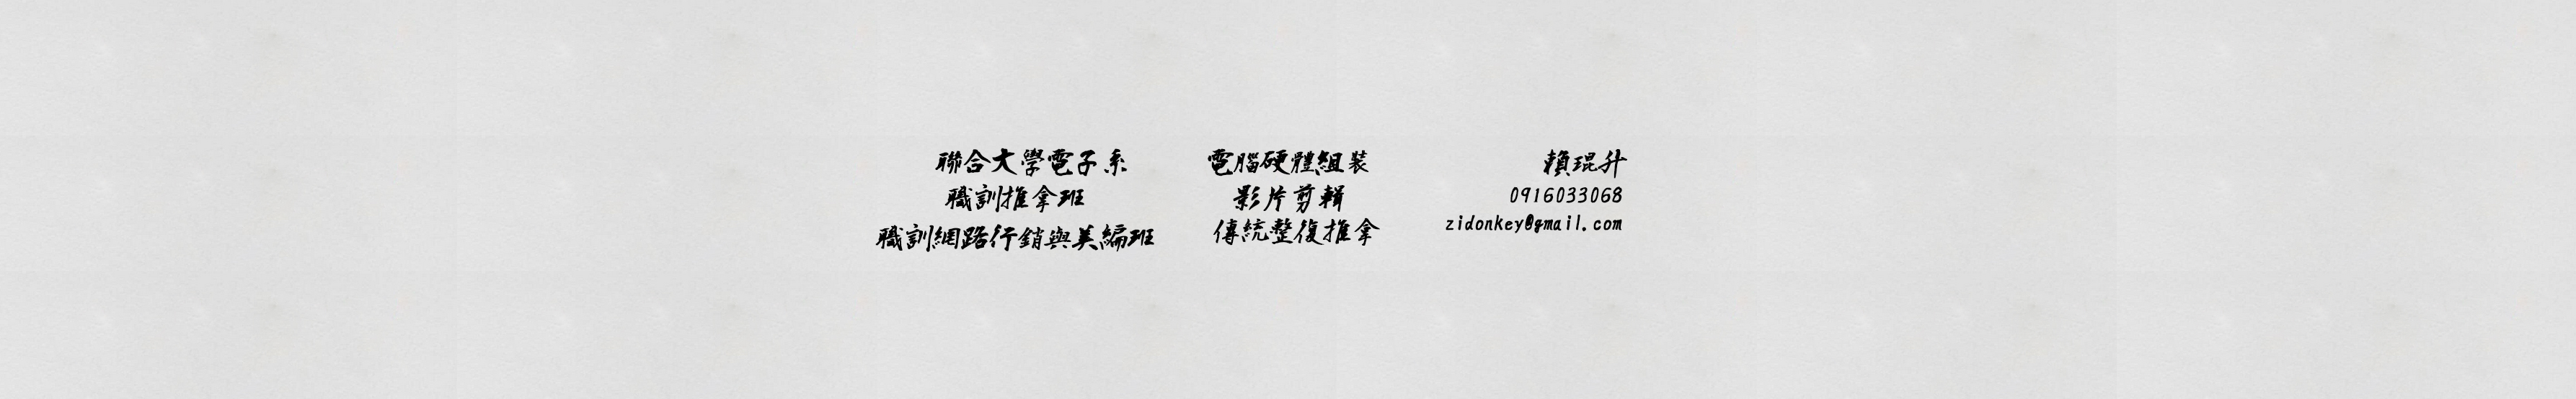 聯合大學電子系
職訓推拿班
職訓網路行銷與美編班
電腦硬體組裝
影片剪輯
傳統整復推拿
賴琨升
0916033068
zidonkey@gmail.com